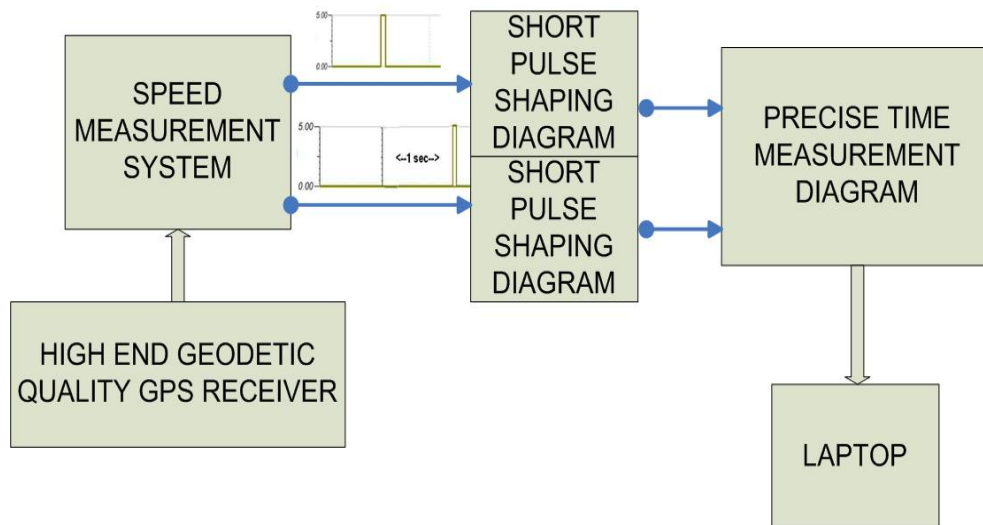 5.00
0.00
SPEED
MEASUREMENT
SYSTEM
5.00
<--1 sec-->
0.00
SHORT
PULSE
SHAPING
DIAGRAM
SHORT
PULSE
SHAPING
DIAGRAM
PRECISE TIME
MEASUREMENT
DIAGRAM
HIGH END GEODETIC
QUALITY GPS RECEIVER
LAPTOP